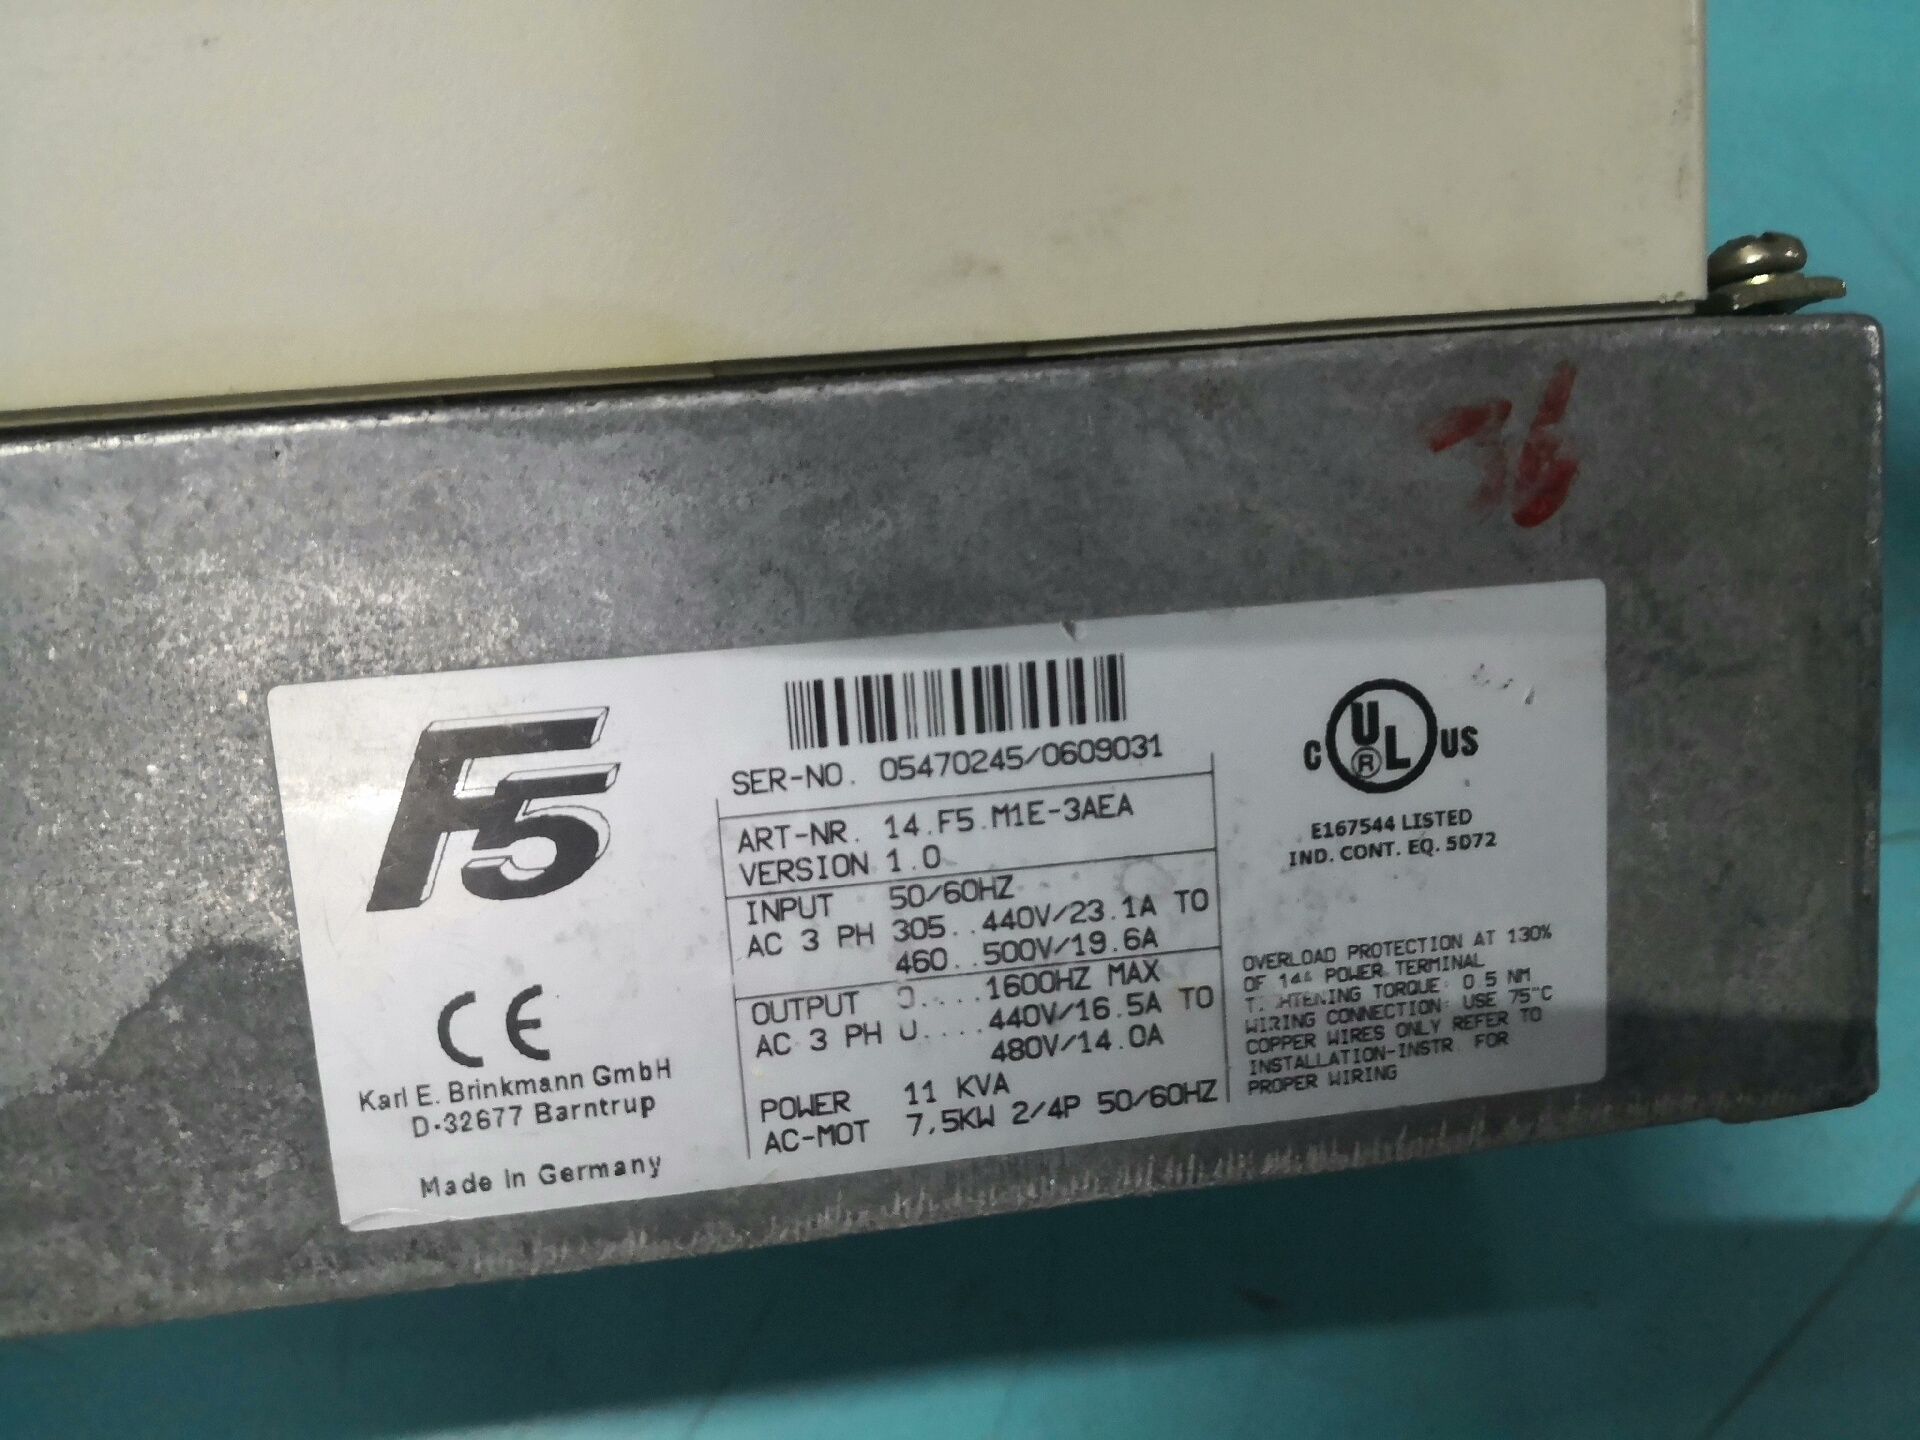 76
F5
CE
Karl E. Brinkmann GmbH
D-32677 Barntrup
Made in Germany
SER-NO. 05470245/0609031
ART-NR. 14.F5.M1E-3AEA
VERSION 1.0
INPUT 50/60HZ
AC 3 PH 305..440V/23.1A TO
460..500V/19.6A
OUTPUT 0....1600HZ MAX
AC 3 PH 0....440V/16.5A TO
480V/14.0A
POWER 11 KVA
AC-MOT 7,5KW 2/4P 50/60HZ
C UL® US
E167544 LISTED
IND. CONT. EQ. 5D72
OVERLOAD PROTECTION AT 130%
OF POWER TERMINAL
TORQUE: 0.5 NM
WIRING CONNECTION: USE 75°C
COPPER WIRES ONLY REFER TO
INSTALLATION-INSTR. FOR
PROPER WIRING